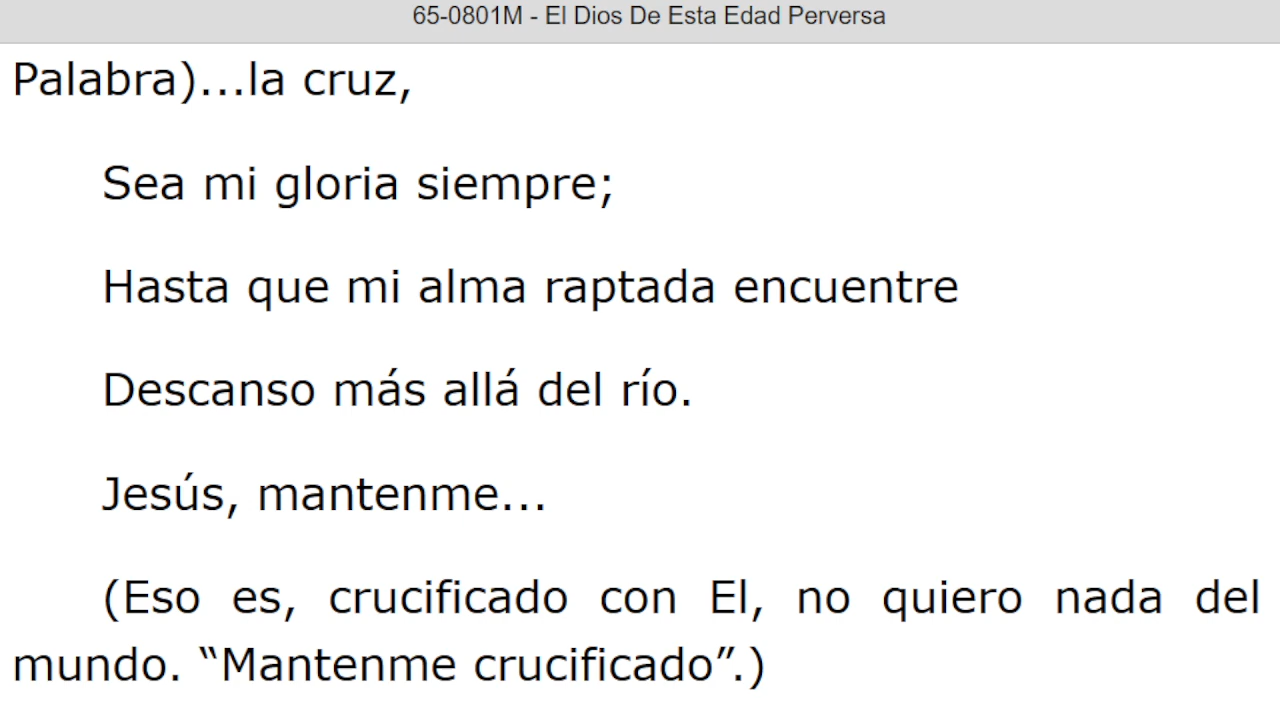 65-0801M - El Dios De Esta Edad Perversa
Palabra)...la cruz,
Sea mi gloria siempre;
Hasta que mi alma raptada encuentre
Descanso más allá del río.
Jesús, mantenme...
(Eso es, crucificado con El, no quiero nada del
mundo. “Mantenme crucificado”.)